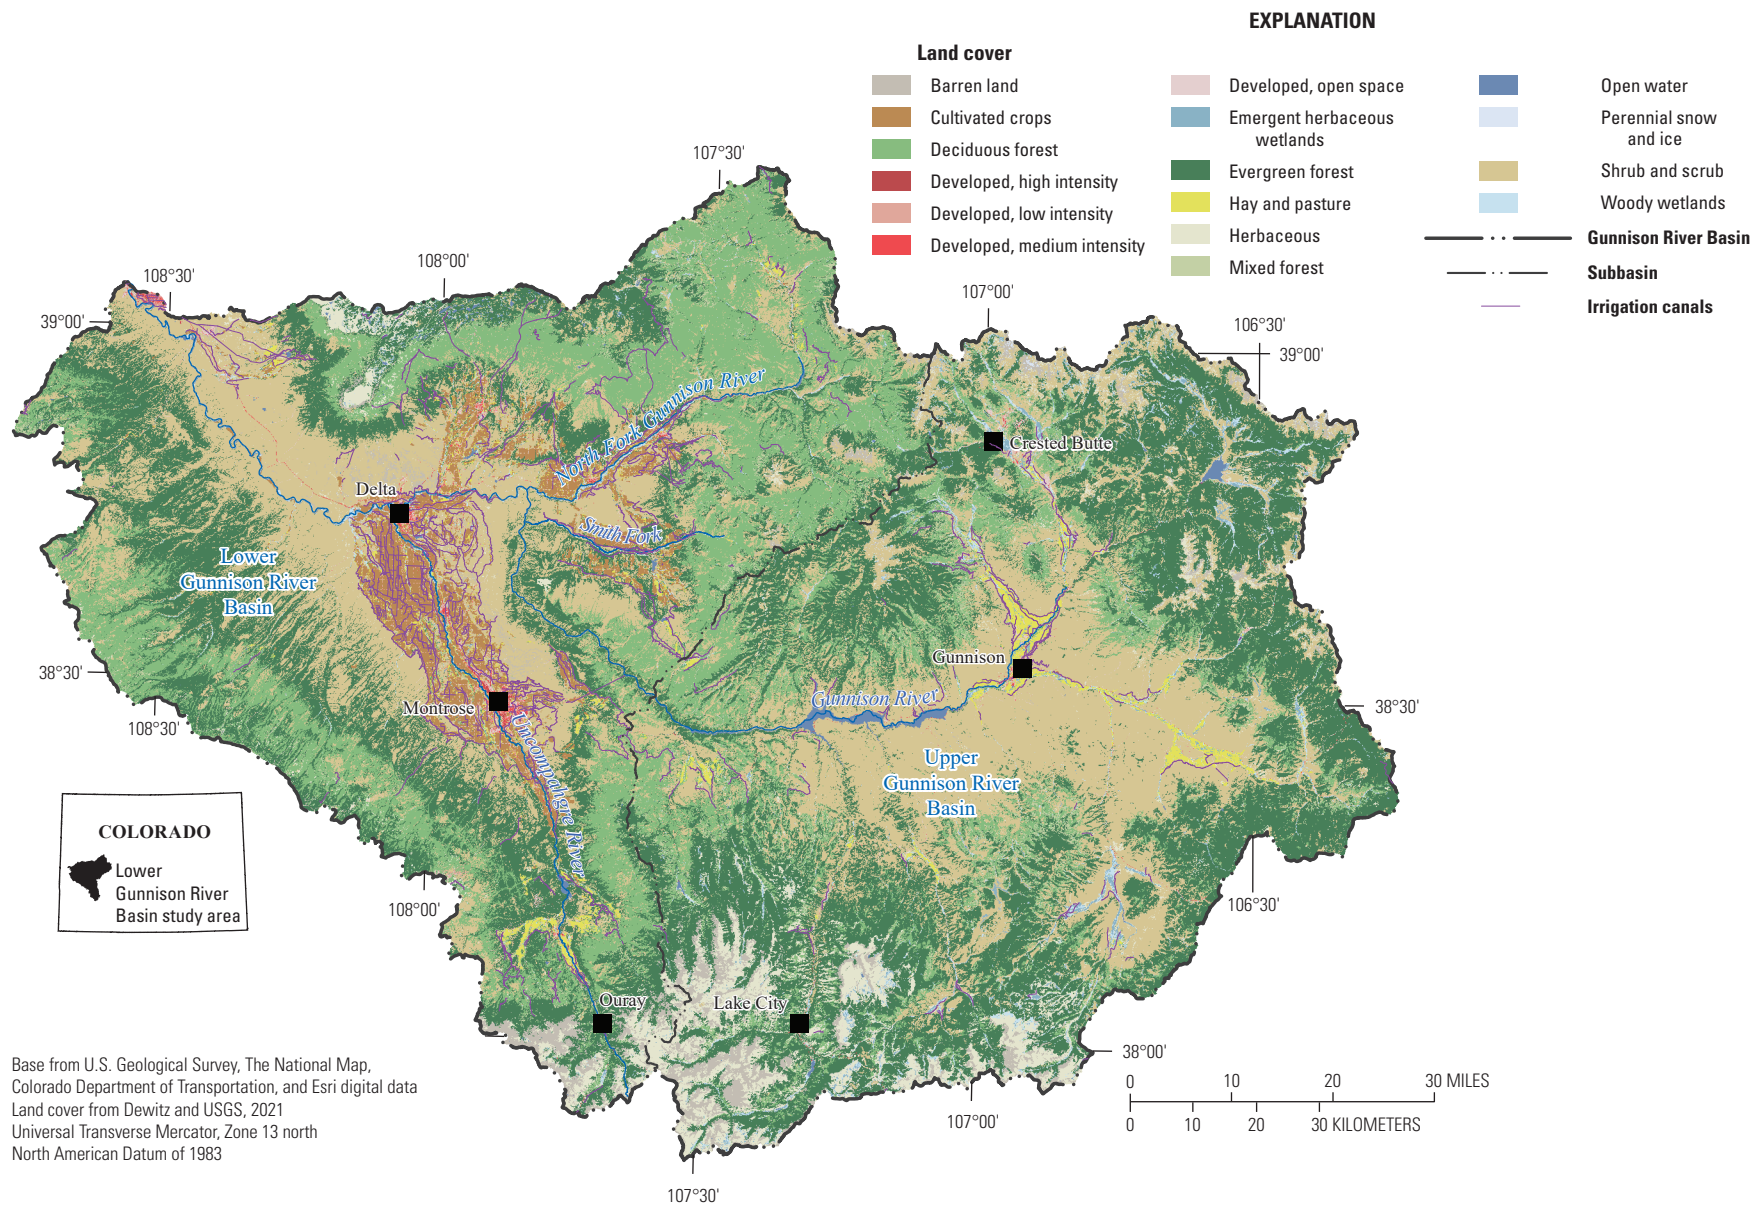 EXPLANATION
Land cover
Barren land
Cultivated crops
Deciduous forest
Developed, high intensity
Developed, low intensity
Developed, medium intensity
Developed, open space
Emergent herbaceous
wetlands
Evergreen forest
Hay and pasture
Herbaceous
Mixed forest
Open water
Perennial snow
and ice
Shrub and scrub
Woody wetlands
Gunnison River Basin
Subbasin
Irrigation canals
107°30'
108°00'
108°30'
39°00'
107°00'
106°30'
39°00'
North Fork Gunnison River
Crested Butte
Delta
Smith Fork
Lower
Gunnison River
Basin
Gunnison
38°30'
Gunnison River
Montrose
38°30'
108°30'
Uncompahgre River
Upper
Gunnison River
Basin
COLORADO
Lower
Gunnison River
Basin study area
108°00'
106°30'
Ouray
Lake City
38°00'
Base from U.S. Geological Survey, The National Map,
Colorado Department of Transportation, and Esri digital data
Land cover from Dewitz and USGS, 2021
Universal Transverse Mercator, Zone 13 north
North American Datum of 1983
0 10 20 30 MILES
0 10 20 30 KILOMETERS
107°00'
107°30'